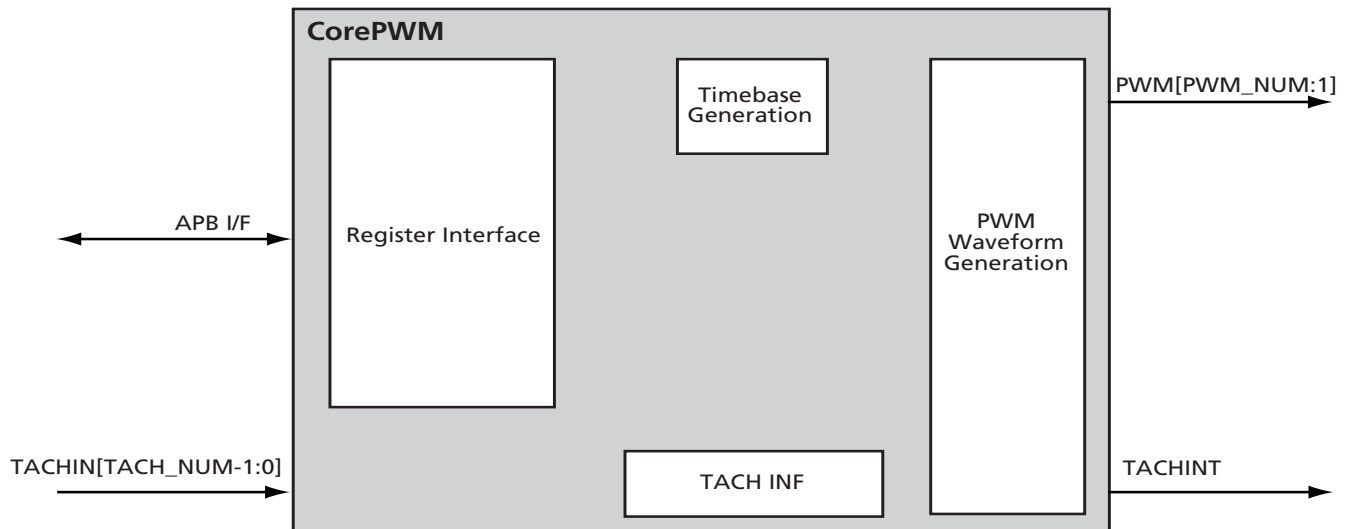 CorePWM
Timebase
Generation
PWM[PWM_NUM:1]
APB I/F
Register Interface
PWM
Waveform
Generation
TACHIN[TACH_NUM-1:0]
TACH INF
TACHINT